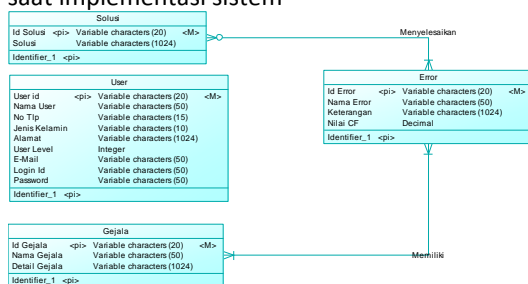 saat implementasi sistem
Solusi
Id Solusi <pi> Variable characters (20) <M>
Solusi Variable characters (1024)
Identifier_1 <pi>
Menyelesaikan
User
User id <pi> Variable characters (20) <M>
Nama User Variable characters (50)
No Tlp Variable characters (15)
Jenis Kelamin Variable characters (10)
Alamat Variable characters (1024)
User Level Integer
E-Mail Variable characters (50)
Login Id Variable characters (50)
Password Variable characters (50)
Identifier_1 <pi>
Error
Id Error <pi> Variable characters (20) <M>
Nama Error Variable characters (50)
Keterangan Variable characters (1024)
Nilai CF Decimal
Identifier_1 <pi>
Gejala
Id Gejala <pi> Variable characters (20) <M>
Nama Gejala Variable characters (50)
Detail Gejala Variable characters (1024)
Identifier_1 <pi>
Memiliki